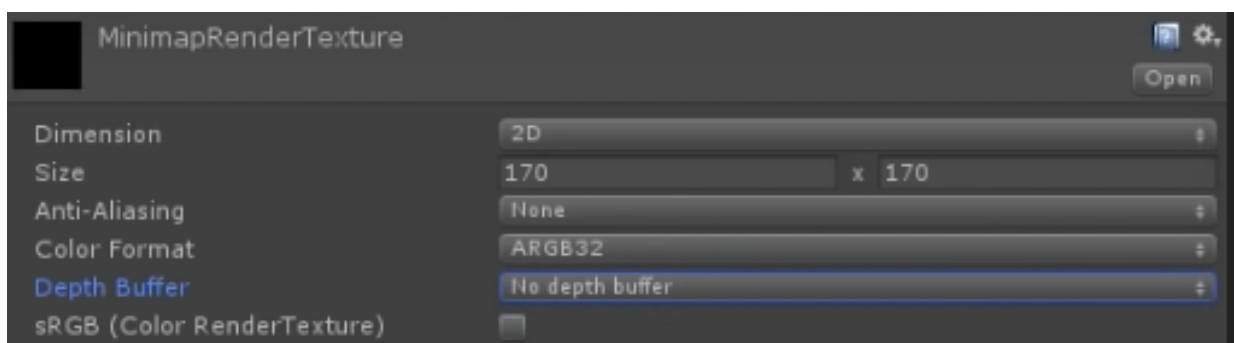 MinimapRenderTexture
Open
Dimension 2D
Size 170 x 170
Anti-Aliasing None
Color Format ARGB32
Depth Buffer No depth buffer
sRGB (Color RenderTexture)